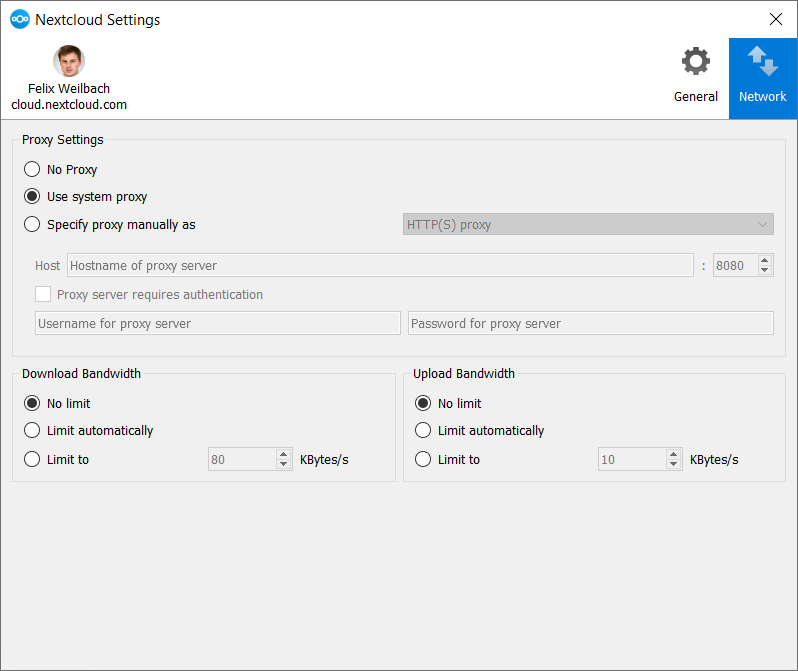 Nextcloud Settings
Felix Weilbach
cloud.nextcloud.com
General
Network
Proxy Settings
No Proxy
Use system proxy
Specify proxy manually as
HTTP(S) proxy
Host
Hostname of proxy server
:
8080
Proxy server requires authentication
Username for proxy server
Password for proxy server
Download Bandwidth
No limit
Limit automatically
Limit to
80
KBytes/s
Upload Bandwidth
No limit
Limit automatically
Limit to
10
KBytes/s